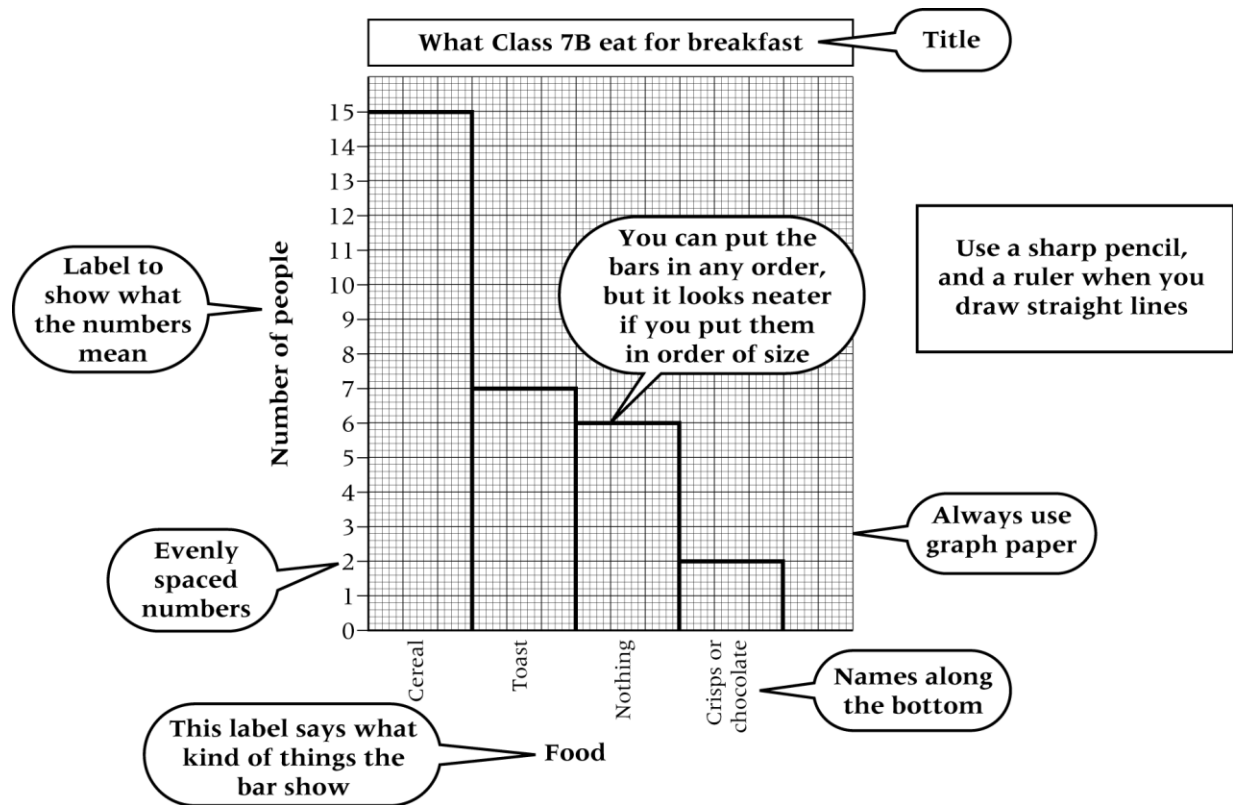 What Class 7B eat for breakfast
Title
15
14
13
12
11
10
9
8
7
6
5
4
3
2
1
0
Number of people
Label to
show what
the numbers
mean
You can put the
bars in any order,
but it looks neater
if you put them
in order of size
Use a sharp pencil,
and a ruler when you
draw straight lines
Evenly
spaced
numbers
Always use
graph paper
Cereal
Toast
Nothing
Crisps or
chocolate
Names along
the bottom
This label says what
kind of things the
bar show
Food